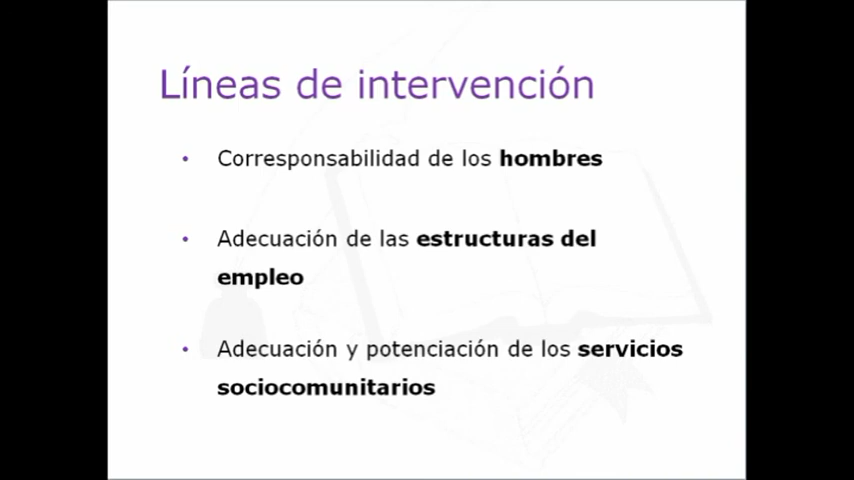 Líneas de intervención
• Corresponsabilidad de los hombres
• Adecuación de las estructuras del
empleo
• Adecuación y potenciación de los servicios
sociocomunitarios